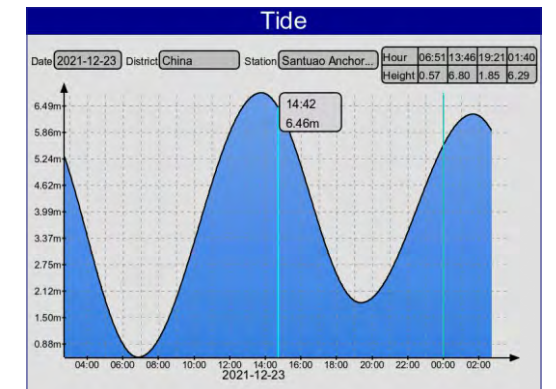 Tide
Date 2021-12-23 District China Station Santuao Anchor... Hour 06:51 13:46 19:21 01:40
Height 0.57 6.80 1.85 6.29
14:42
6.46m
6.49m
5.86m
5.24m
4.62m
3.99m
3.37m
2.75m
2.12m
1.50m
0.88m
04:00 06:00 08:00 10:00 12:00 14:00 16:00 18:00 20:00 22:00 00:00 02:00
2021-12-23